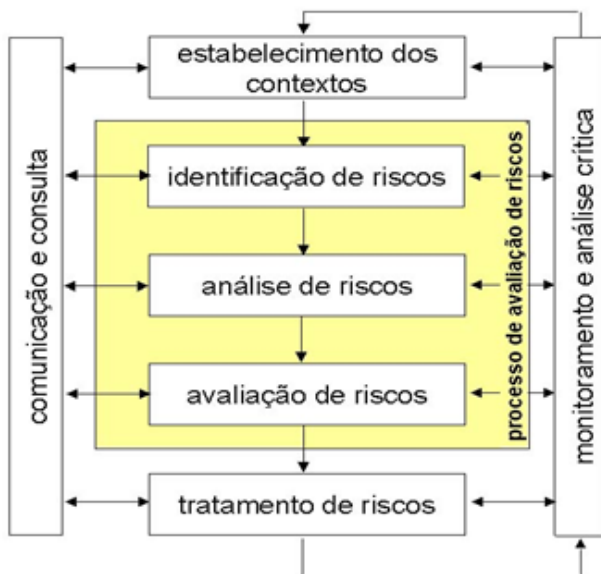 comunicação e consulta
estabelecimento dos
contextos
identificação de riscos
análise de riscos
avaliação de riscos
processo de avaliação de riscos
tratamento de riscos
monitoramento e análise crítica